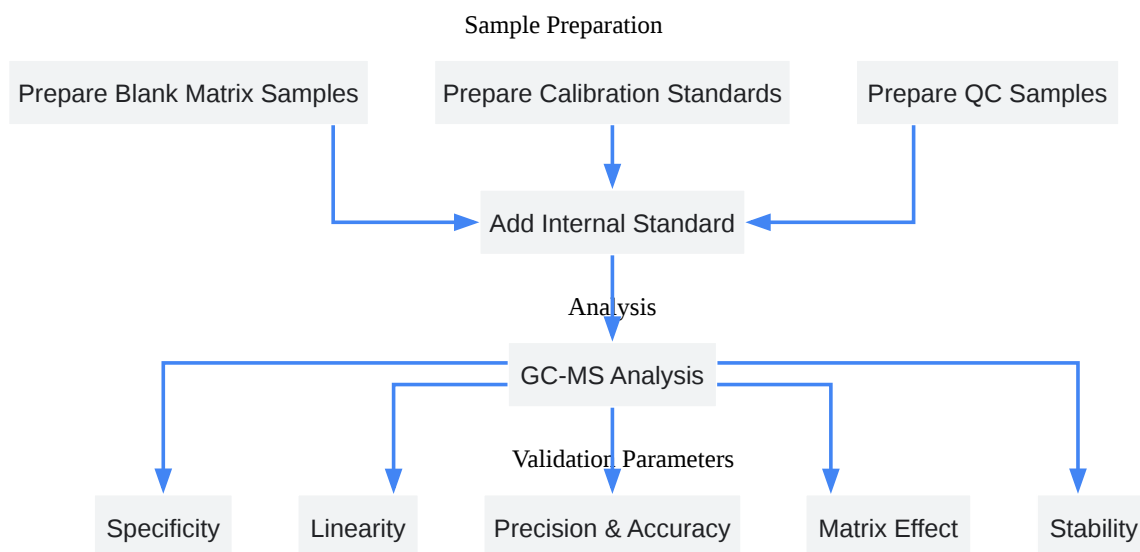 Sample Preparation
Prepare Blank Matrix Samples
Prepare Calibration Standards
Prepare QC Samples
Add Internal Standard
Analysis
GC-MS Analysis
Validation Parameters
Specificity
Linearity
Precision & Accuracy
Matrix Effect
Stability